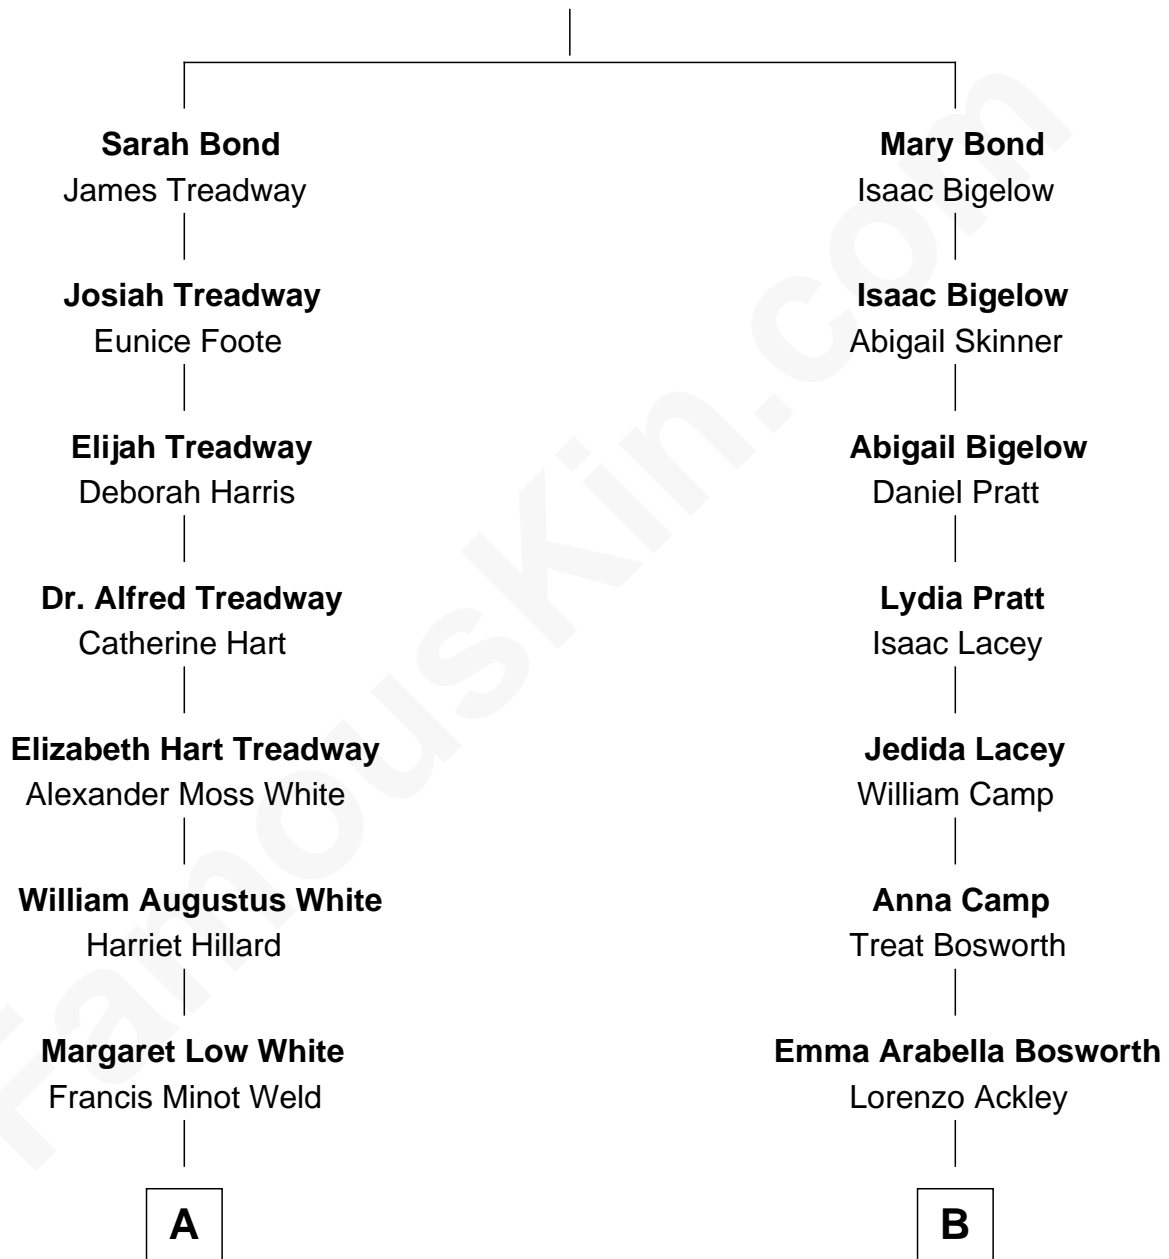 Sarah Bond
James Treadway
Josiah Treadway
Eunice Foote
Elijah Treadway
Deborah Harris
Dr. Alfred Treadway
Catherine Hart
Elizabeth Hart Treadway
Alexander Moss White
William Augustus White
Harriet Hillard
Margaret Low White
Francis Minot Weld
A
Mary Bond
Isaac Bigelow
Isaac Bigelow
Abigail Skinner
Abigail Bigelow
Daniel Pratt
Lydia Pratt
Isaac Lacey
Jedida Lacey
William Camp
Anna Camp
Treat Bosworth
Emma Arabella Bosworth
Lorenzo Ackley
B
FamousKin.com